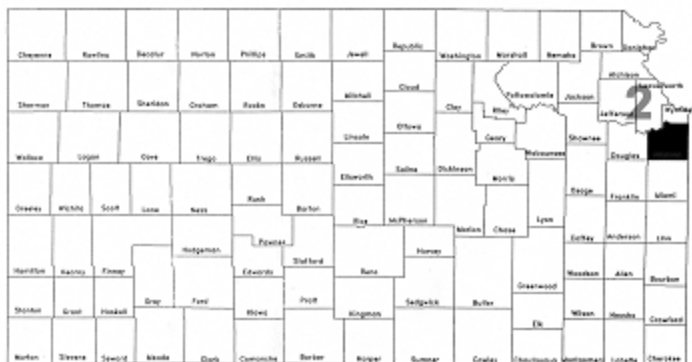 Cheyenne Rawlins Decatur Norton Phillips Smith Jewell Republic Washington Marshall Nemaha Brown Doniphan
Atchison
Sherman Thomas Sheridan Graham Rooks Osborne Mitchell Cloud Clay Riley Pottawatomie Jackson Jefferson Leavenworth Wyandotte
2
Lincoln Ottawa Geary Wabaunsee Shawnee Douglas
Wallace Logan Gove Trego Ellis Russell Ellsworth Saline Dickinson Morris Osage Franklin Miami
Greeley Wichita Scott Lane Ness Rush Barton Rice McPherson Marion Chase Lyon Coffey Anderson Linn
Hamilton Kearny Finney Hodgeman Pawnee Edwards Stafford Reno Harvey Greenwood Woodson Allen Bourbon
Stanton Grant Haskell Gray Ford Kiowa Pratt Kingman Sedgwick Butler Elk Wilson Neosho Crawford
Morton Stevens Seward Meade Clark Comanche Barber Harper Sumner Cowley Chautauqua Montgomery Labette Cherokee